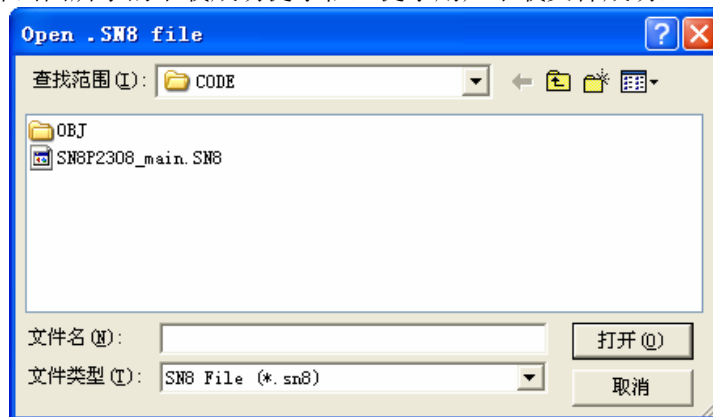 Open .SN8 file
查找范围(I): CODE
OBJ
SN8P2308_main.SN8
文件名(N):
打开(O)
文件类型(T): SN8 File (*.sn8)
取消